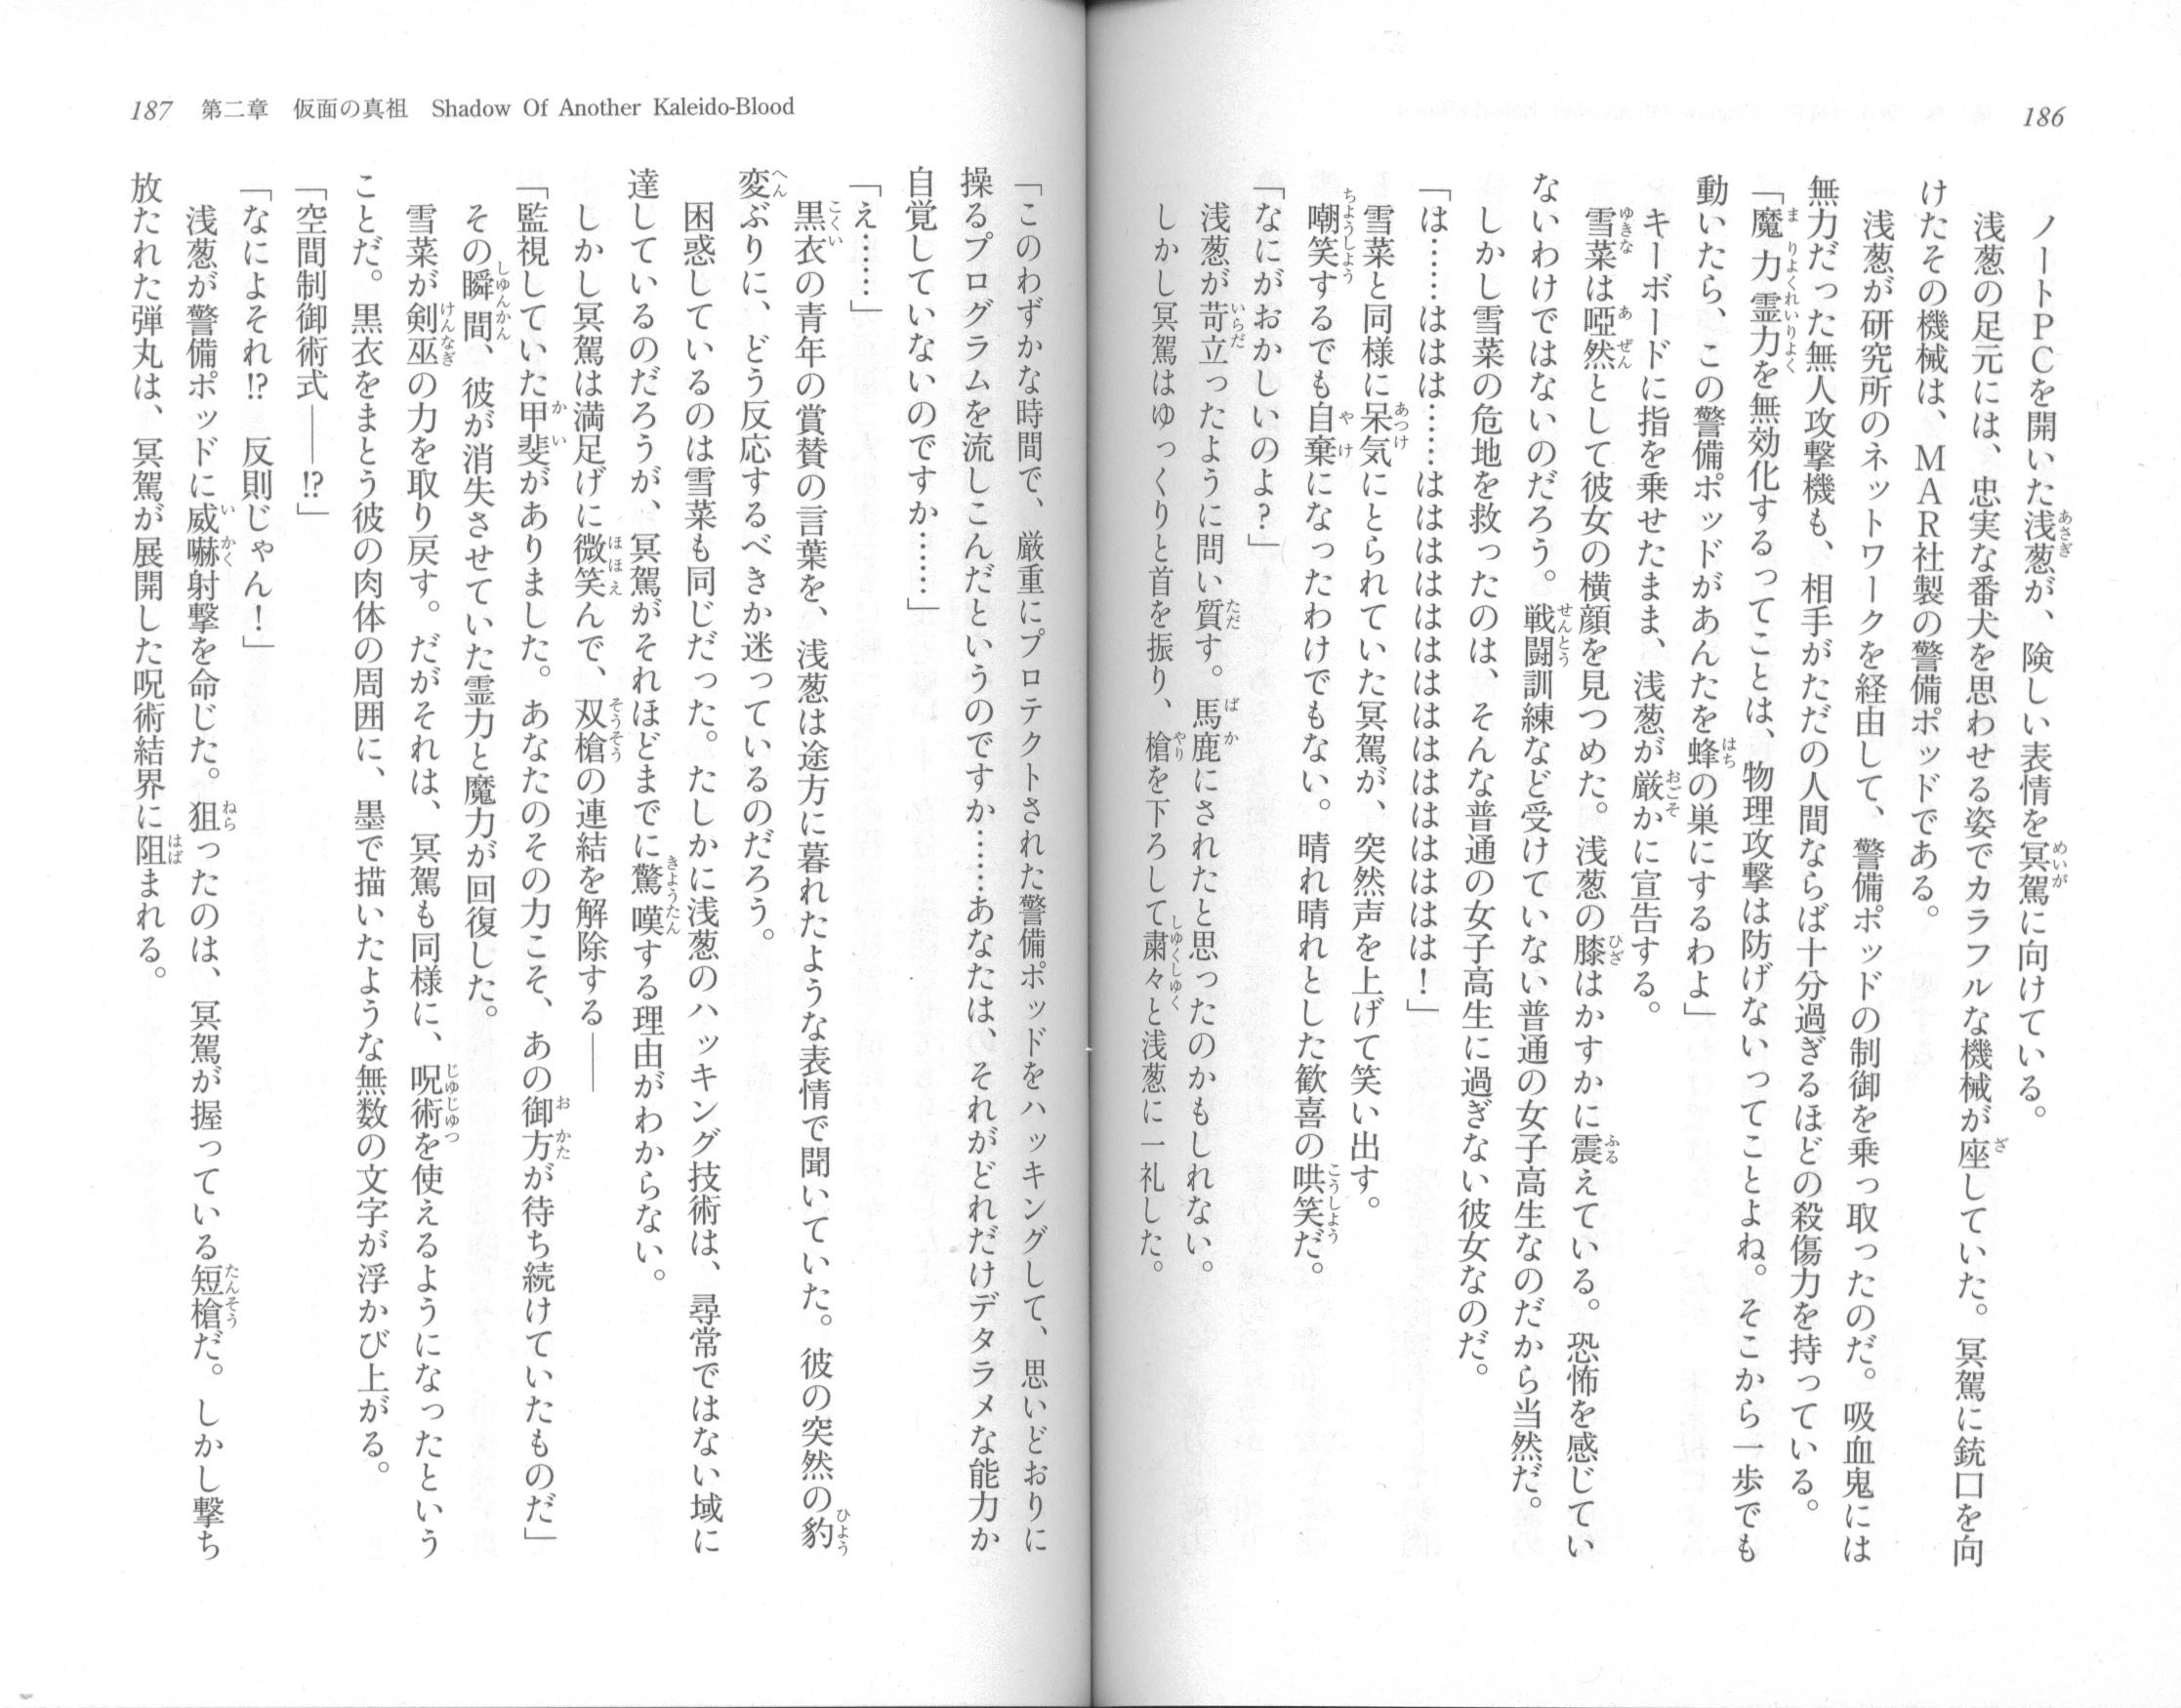 186
ノートPCを開いた浅葱が、険しい表情を冥駕に向けている。
浅葱の足元には、忠実な番犬を思わせる姿でカラフルな機械が座していた。冥駕に銃口を向
けたその機械は、MAR社製の警備ポッドである。
浅葱が研究所のネットワークを経由して、警備ポッドの制御を乗っ取ったのだ。吸血鬼には
無力だった無人攻撃機も、相手がただの人間ならば十分過ぎるほどの殺傷力を持っている。
「魔力霊力を無効化するってことは、物理攻撃は防げないってことよね。そこから一歩でも
動いたら、この警備ポッドがあんたを蜂の巣にするわよ」
キーボードに指を乗せたまま、浅葱が厳かに宣告する。
雪菜は啞然として彼女の横顔を見つめた。浅葱の膝はかすかに震えている。恐怖を感じてい
ないわけではないのだろう。戦闘訓練など受けていない普通の女子高生なのだから当然だ。
しかし雪菜の危地を救ったのは、そんな普通の女子高生に過ぎない彼女なのだ。
「は……ははは……はははははははははははははは！」
雪菜と同様に呆気にとられていた冥駕が、突然声を上げて笑い出す。
嘲笑するでも自棄になったわけでもない。晴れ晴れとした歓喜の哄笑だ。
「なにがおかしいのよ?」
浅葱が苛立ったように問い質す。馬鹿にされたと思ったのかもしれない。
しかし冥駕はゆっくりと首を振り、槍を下ろして粛々と浅葱に一礼した。
187　第二章　仮面の真祖　Shadow Of Another Kaleido-Blood
「このわずかな時間で、厳重にプロテクトされた警備ポッドをハッキングして、思いどおりに
操るプログラムを流しこんだというのですか……あなたは、それがどれだけデタラメな能力か
自覚していないのですか……」
「え……」
黒衣の青年の賞賛の言葉を、浅葱は途方に暮れたような表情で聞いていた。彼の突然の豹
変ぶりに、どう反応するべきか迷っているのだろう。
困惑しているのは雪菜も同じだった。たしかに浅葱のハッキング技術は、尋常ではない域に
達しているのだろうが、冥駕がそれほどまでに驚嘆する理由がわからない。
しかし冥駕は満足げに微笑んで、双槍の連結を解除する――
「監視していた甲斐がありました。あなたのその力こそ、あの御方が待ち続けていたものだ」
その瞬間、彼が消失させていた霊力と魔力が回復した。
雪菜が剣巫の力を取り戻す。だがそれは、冥駕も同様に、呪術を使えるようになったという
ことだ。黒衣をまとう彼の肉体の周囲に、墨で描いたような無数の文字が浮かび上がる。
「空間制御術式――!?」
「なによそれ!?　反則じゃん！」
浅葱が警備ポッドに威嚇射撃を命じた。狙ったのは、冥駕が握っている短槍だ。しかし撃ち
放たれた弾丸は、冥駕が展開した呪術結界に阻まれる。